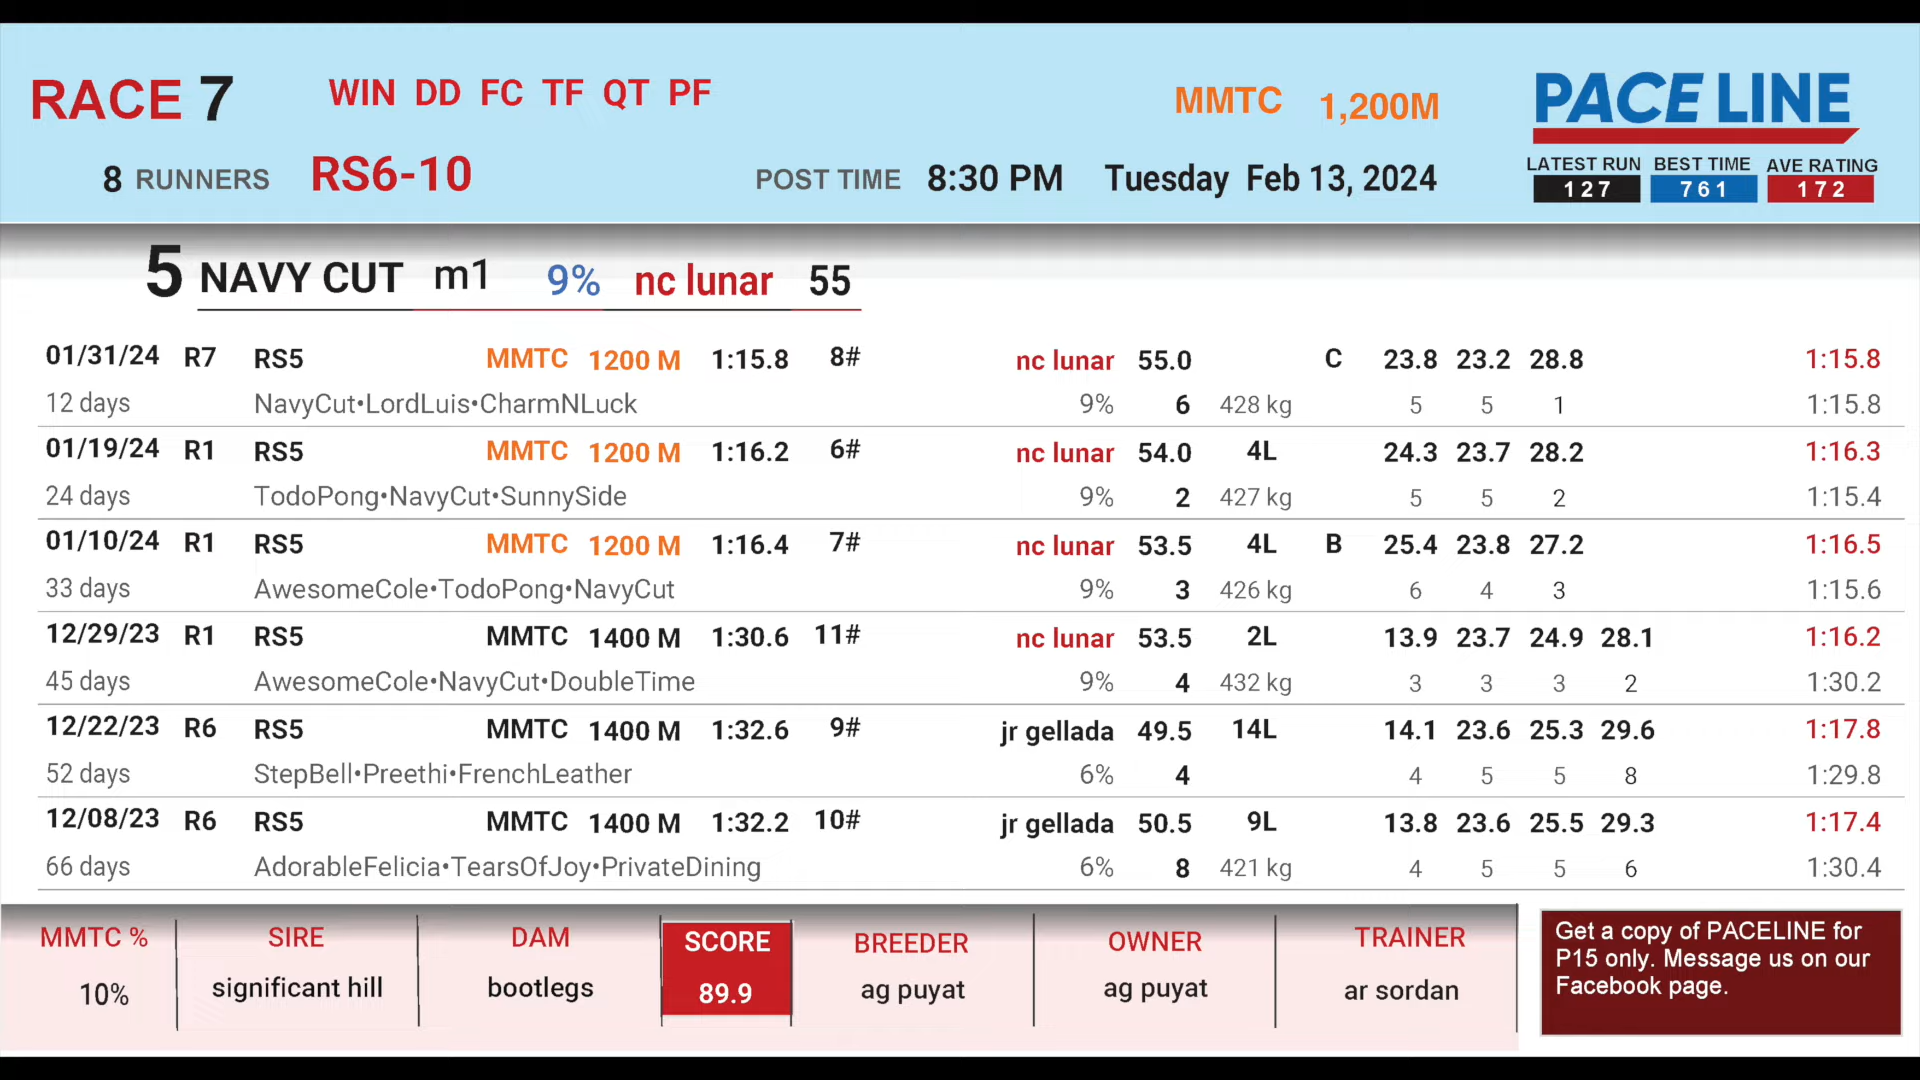 RACE 7 WIN DD FC TF QT PF MMTC 1,200M PACE LINE
8 RUNNERS RS6-10 POST TIME 8:30 PM Tuesday Feb 13, 2024
LATEST RUN BEST TIME AVE RATING
127 761 172
5 NAVY CUT m1 9% nc lunar 55
01/31/24 R7 RS5 MMTC 1200 M 1:15.8 8# nc lunar 55.0 C 23.8 23.2 28.8 1:15.8
12 days NavyCut•LordLuis•CharmNLuck 9% 6 428 kg 5 5 1 1:15.8
01/19/24 R1 RS5 MMTC 1200 M 1:16.2 6# nc lunar 54.0 4L 24.3 23.7 28.2 1:16.3
24 days TodoPong•NavyCut•SunnySide 9% 2 427 kg 5 5 2 1:15.4
01/10/24 R1 RS5 MMTC 1200 M 1:16.4 7# nc lunar 53.5 4L B 25.4 23.8 27.2 1:16.5
33 days AwesomeCole•TodoPong•NavyCut 9% 3 426 kg 6 4 3 1:15.6
12/29/23 R1 RS5 MMTC 1400 M 1:30.6 11# nc lunar 53.5 2L 13.9 23.7 24.9 28.1 1:16.2
45 days AwesomeCole•NavyCut•DoubleTime 9% 4 432 kg 3 3 3 2 1:30.2
12/22/23 R6 RS5 MMTC 1400 M 1:32.6 9# jr gellada 49.5 14L 14.1 23.6 25.3 29.6 1:17.8
52 days StepBell•Preethi•FrenchLeather 6% 4 4 5 5 8 1:29.8
12/08/23 R6 RS5 MMTC 1400 M 1:32.2 10# jr gellada 50.5 9L 13.8 23.6 25.5 29.3 1:17.4
66 days AdorableFelicia•TearsOfJoy•PrivateDining 6% 8 421 kg 4 5 5 6 1:30.4
MMTC % SIRE DAM SCORE BREEDER OWNER TRAINER
10% significant hill bootlegs 89.9 ag puyat ag puyat ar sordan
Get a copy of PACELINE for
P15 only. Message us on our
Facebook page.